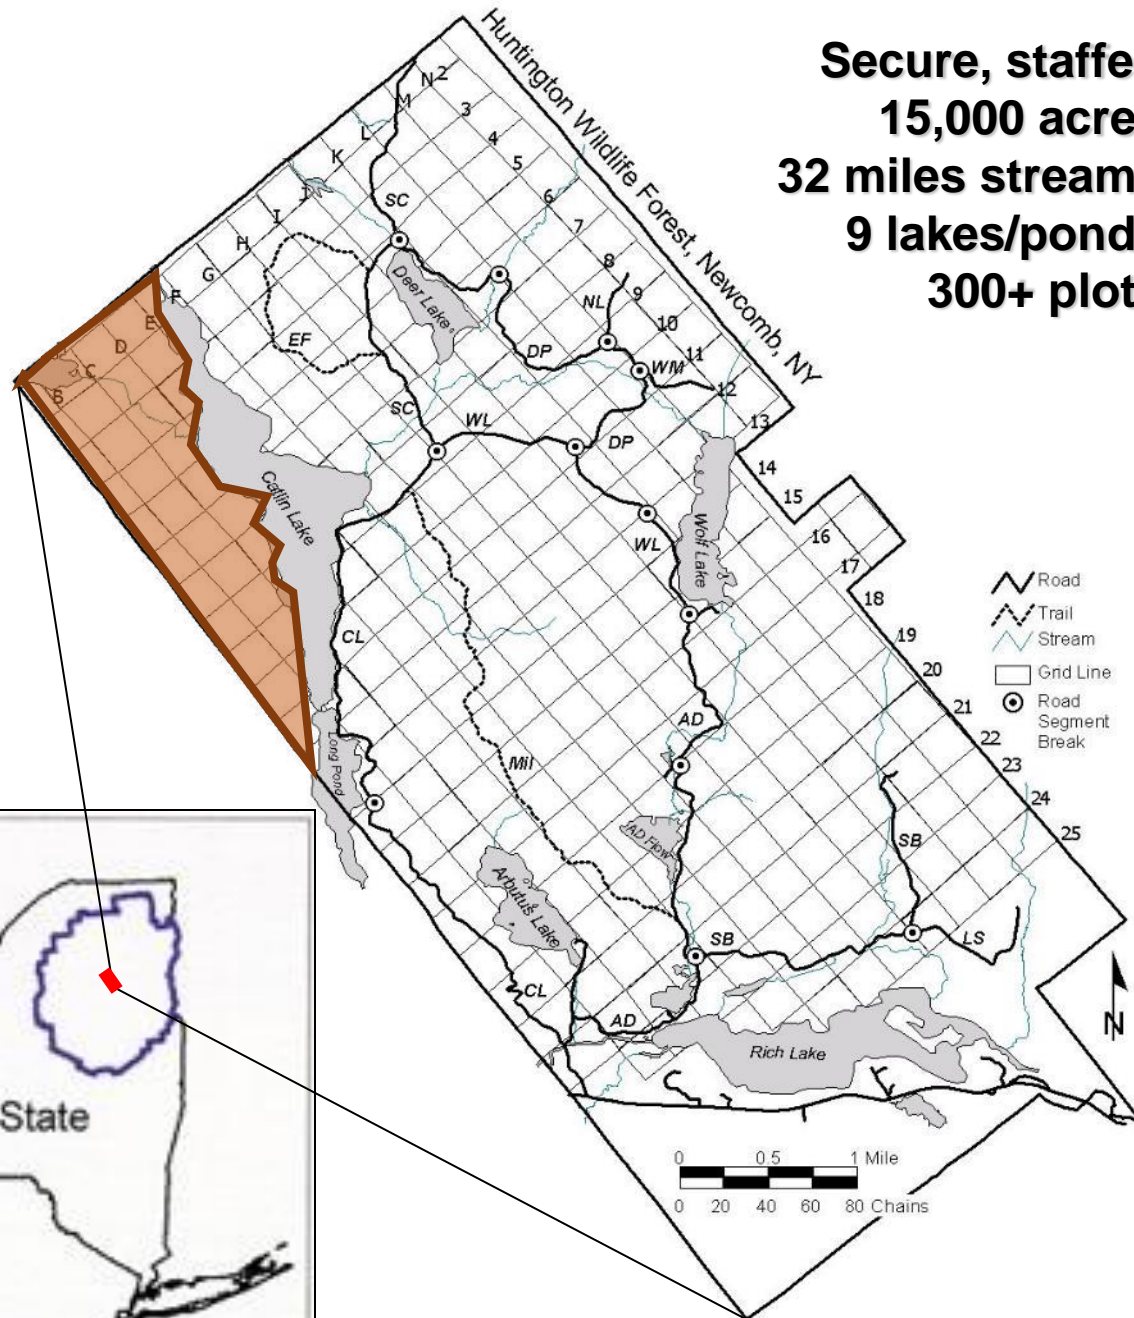 Huntington Wildlife Forest, Newcomb, NY
Secure, staffe
15,000 acre
32 miles stream
9 lakes/pond
300+ plot
N
M
L
K
J
I
H
G
F
E
D
C
2
3
4
5
6
7
8
9
10
11
12
13
14
15
16
17
18
19
20
21
22
23
24
25
SC
Deer Lake
EF
NL
DP
WM
SC
WL
DP
Catlin Lake
WL
Wolf Lake
CL
AD
Mil
Long Pond
AD Flow
SB
Arbutus Lake
SB
LS
CL
AD
Rich Lake
Road
Trail
Stream
Grid Line
Road
Segment
Break
N
0 0.5 1 Mile
0 20 40 60 80 Chains
State